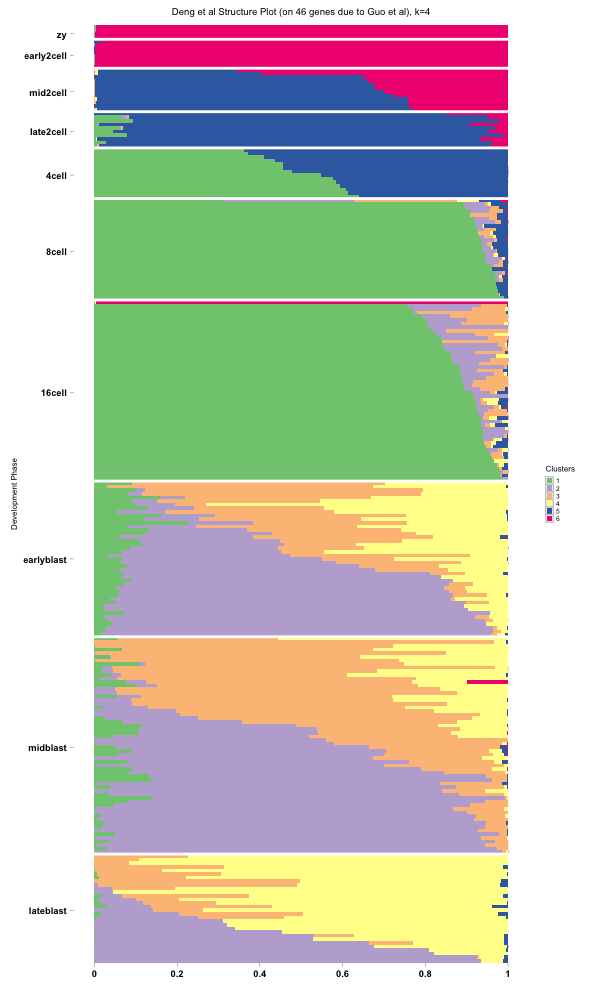 Deng et al Structure Plot (on 46 genes due to Guo et al), k=4
zy
early2cell
mid2cell
late2cell
4cell
8cell
16cell
earlyblast
midblast
lateblast
Development Phase
Clusters
1
2
3
4
5
6
0
0.2
0.4
0.6
0.8
1